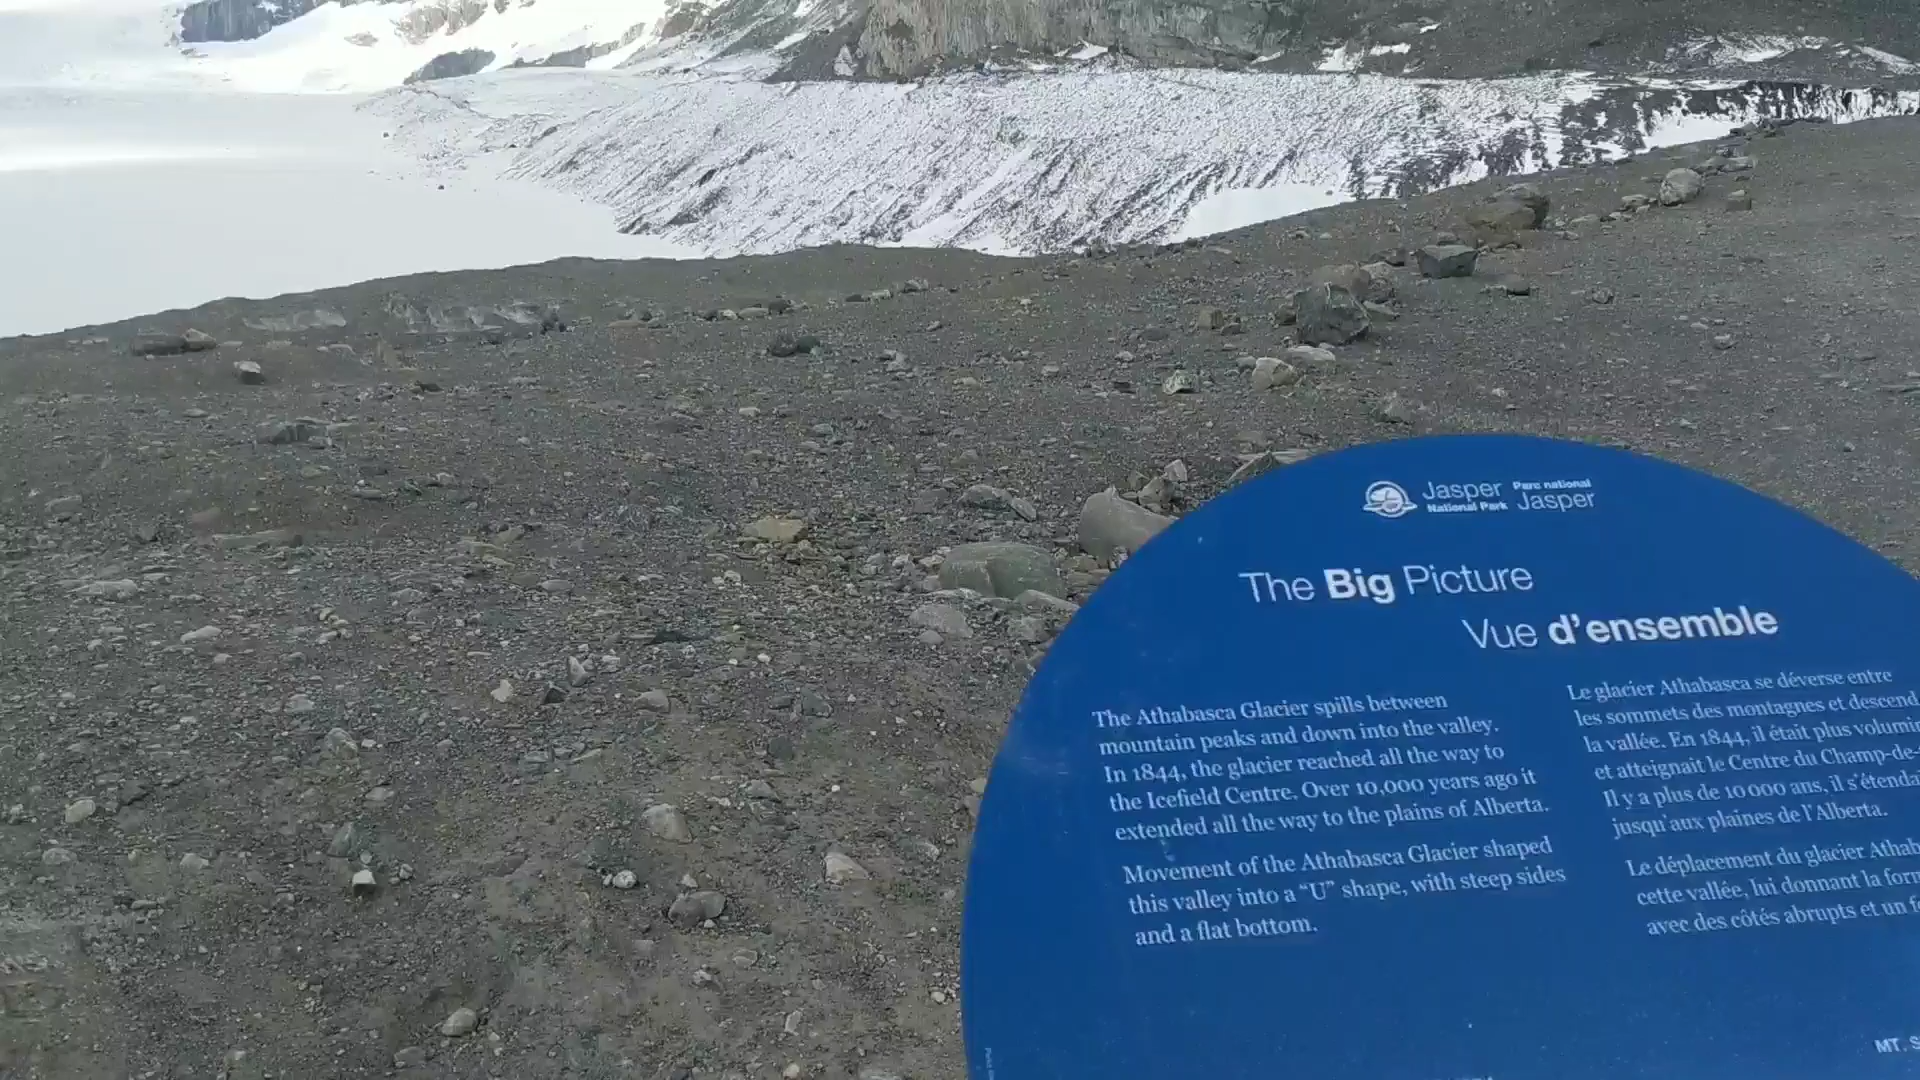 Jasper
National Park
Parc national
Jasper
The Big Picture
Vue d'ensemble
The Athabasca Glacier spills between
mountain peaks and down into the valley.
In 1844, the glacier reached all the way to
the Icefield Centre. Over 10,000 years ago it
extended all the way to the plains of Alberta.
Movement of the Athabasca Glacier shaped
this valley into a “U” shape, with steep sides
and a flat bottom.
Le glacier Athabasca se déverse entre
les sommets des montagnes et descend
la vallée. En 1844, il était plus
et atteignait le Centre du Champ-de-
Il y a plus de 10 000 ans, il
jusqu'aux plaines de l'Alberta.
Le déplacement du glacier
cette vallée, lui donnant la
avec des côtés abrupts et un
MT.